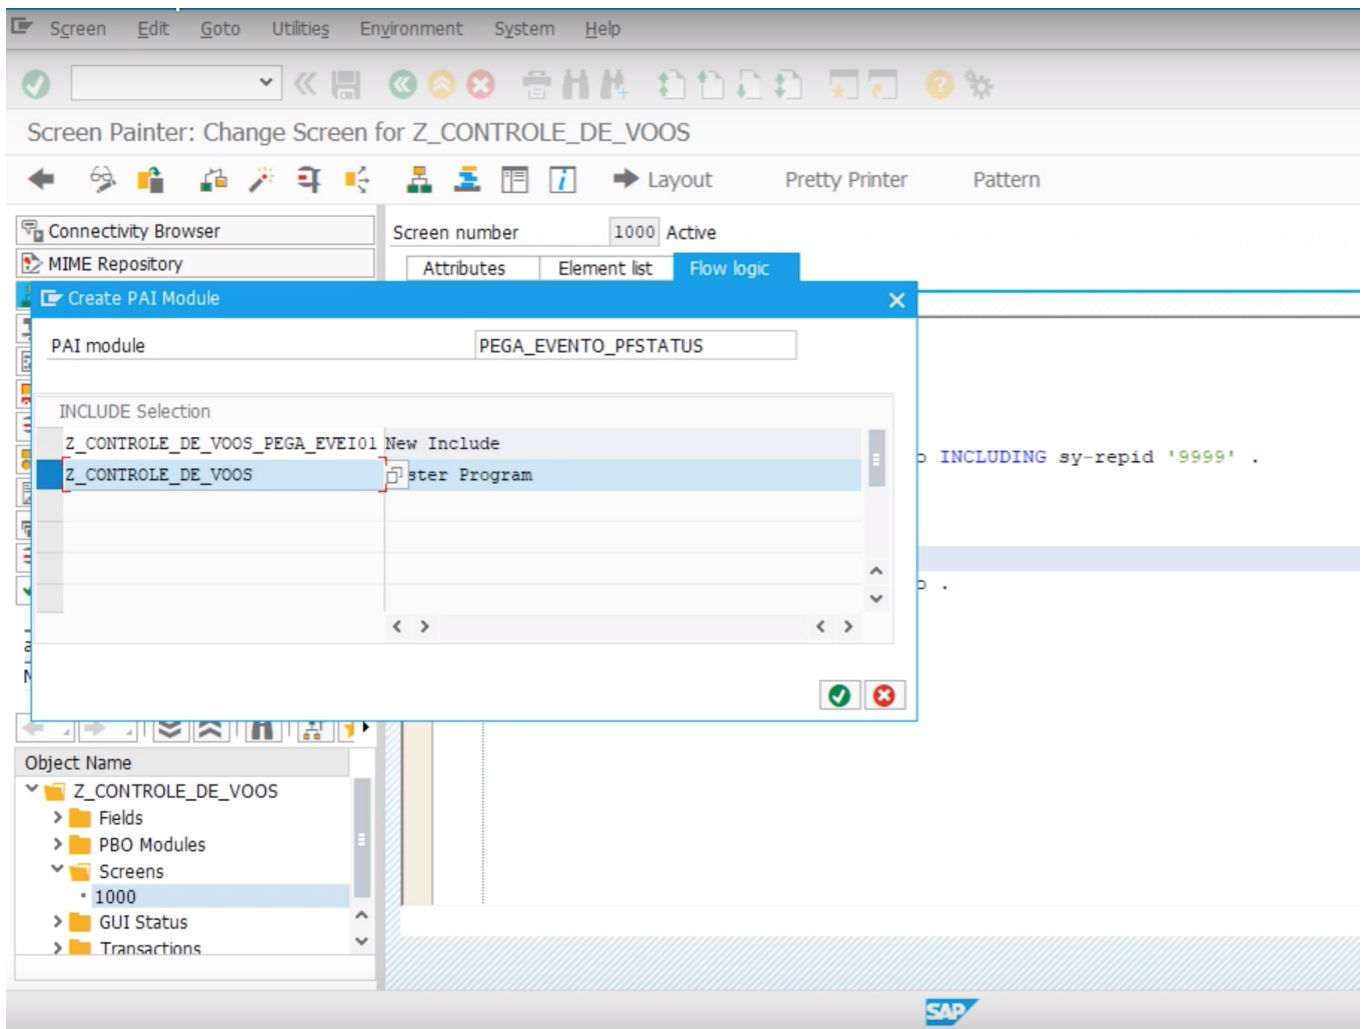 Screen Edit Goto Utilities Environment System Help
Screen Painter: Change Screen for Z_CONTROLE_DE_VOOS
Layout Pretty Printer Pattern
Connectivity Browser
MIME Repository
Screen number 1000 Active
Attributes Element list Flow logic
Create PAI Module
PAI module PEGA_EVENTO_PFSTATUS
INCLUDE Selection
Z_CONTROLE_DE_VOOS_PEGA_EVEI01 New Include
Z_CONTROLE_DE_VOOS ster Program
INCLUDING sy-repid '9999' .
.
Object Name
Z_CONTROLE_DE_VOOS
Fields
PBO Modules
Screens
1000
GUI Status
Transactions
SAP